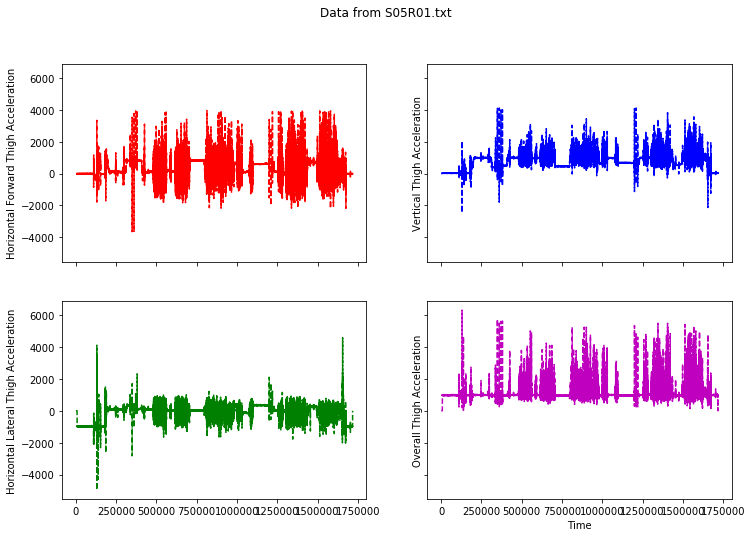 Data from S05R01.txt
Horizontal Forward Thigh Acceleration
6000
4000
2000
0
−2000
−4000
Vertical Thigh Acceleration
Horizontal Lateral Thigh Acceleration
6000
4000
2000
0
−2000
−4000
0 250000 500000 750000 1000000 1250000 1500000 1750000
Overall Thigh Acceleration
0 250000 500000 750000 1000000 1250000 1500000 1750000
Time